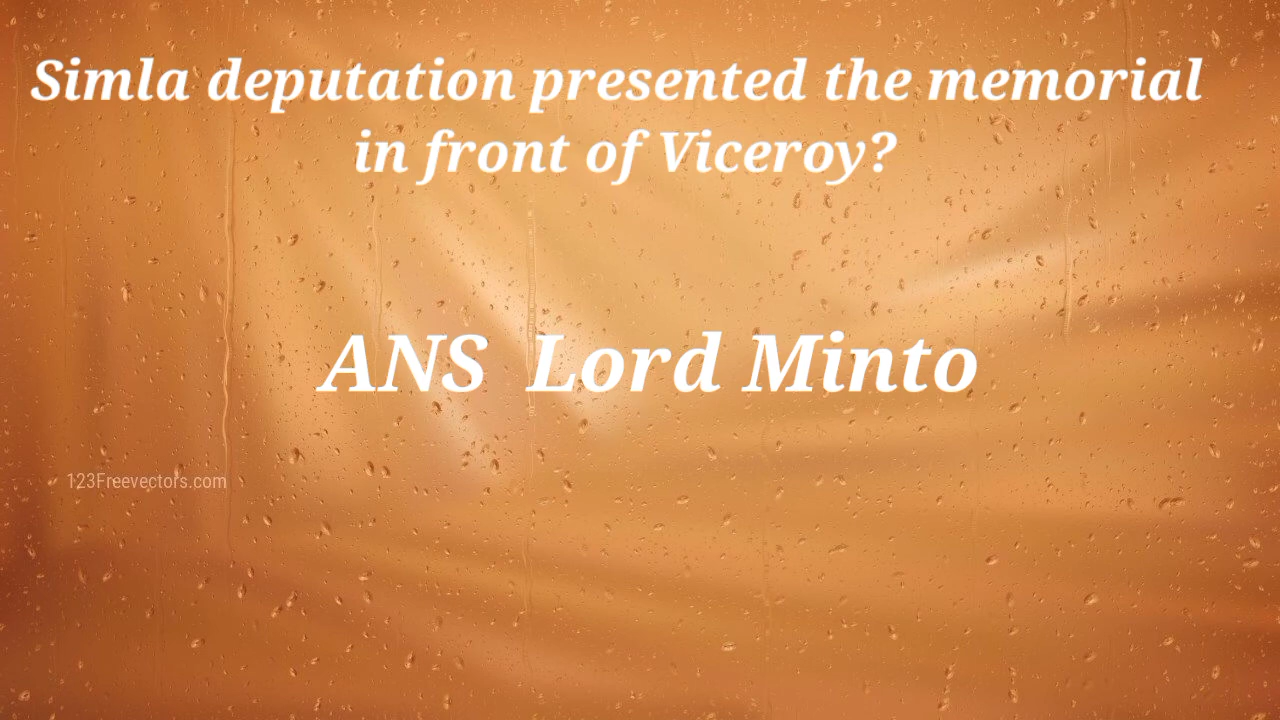 Simla deputation presented the memorial
in front of Viceroy?
ANS Lord Minto
123Freevectors.com